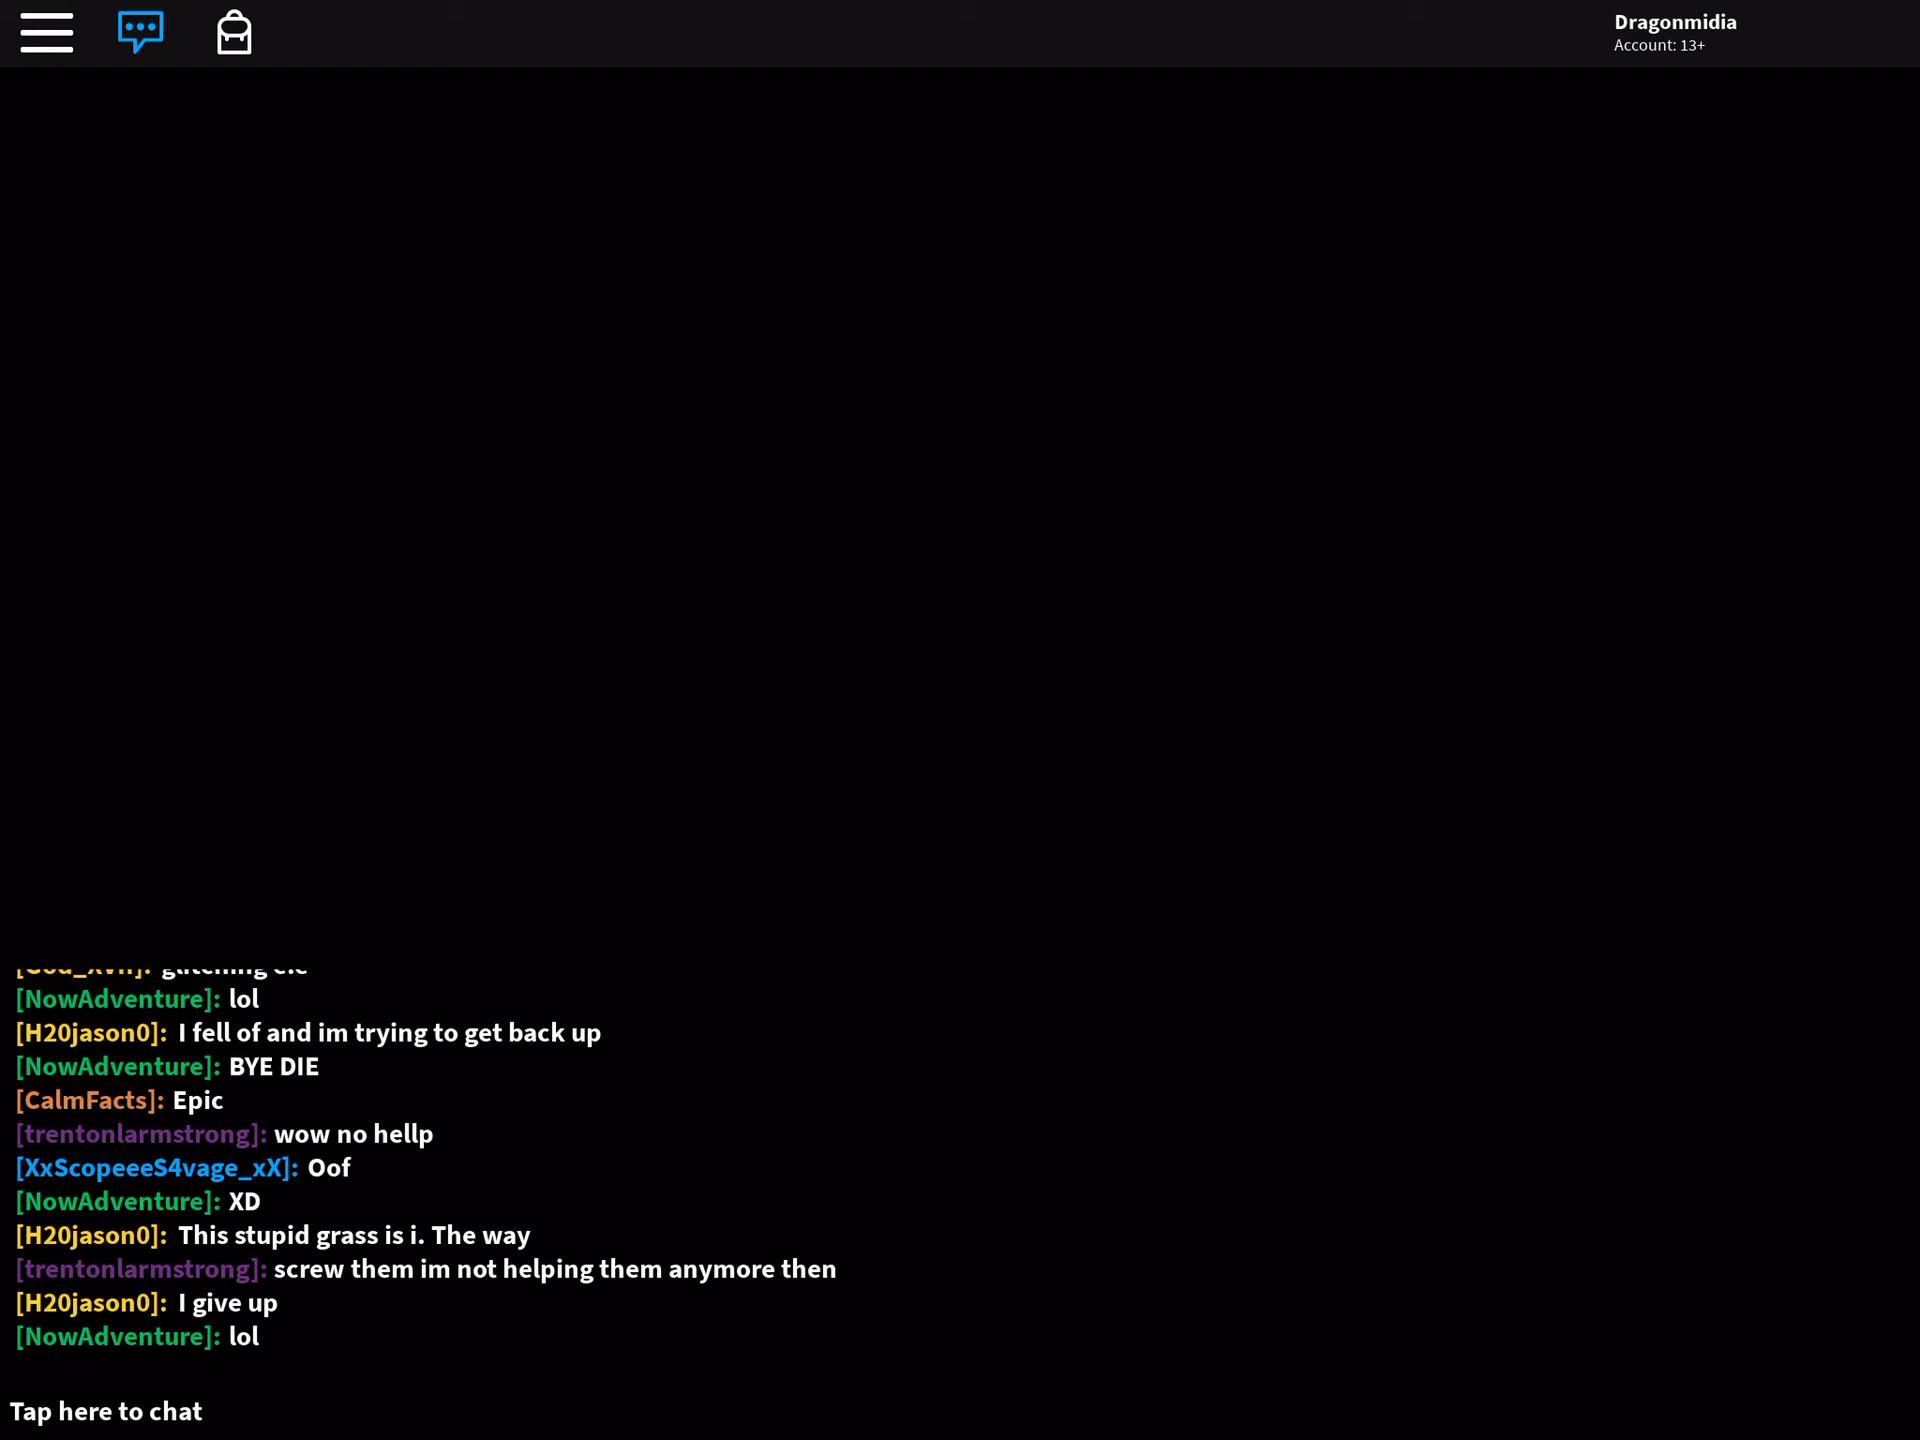 Dragonmidia
Account: 13+
glitching c.c
[NowAdventure]: lol
[H20jason0]: I fell of and im trying to get back up
[NowAdventure]: BYE DIE
[CalmFacts]: Epic
[trentonlarmstrong]: wow no hellp
[XxScopeeeS4vage_xX]: Oof
[NowAdventure]: XD
[H20jason0]: This stupid grass is i. The way
[trentonlarmstrong]: screw them im not helping them anymore then
[H20jason0]: I give up
[NowAdventure]: lol
Tap here to chat